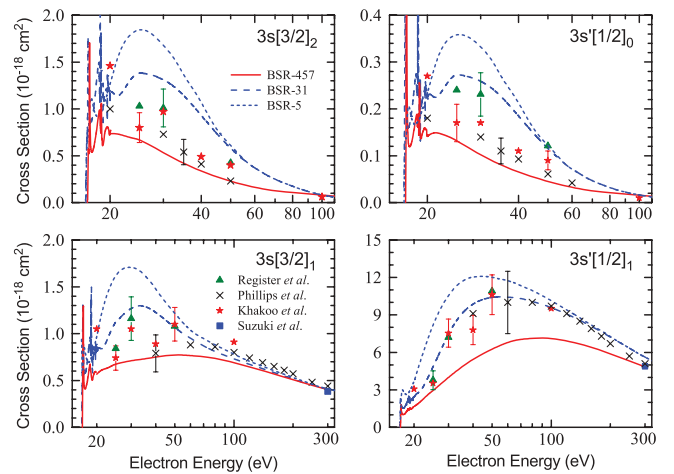 3s[3/2]2
3s'[1/2]0
BSR-457
BSR-31
BSR-5
Cross Section (10-18 cm2)
2.0
1.5
1.0
0.5
0.0
20
40
60
80
100
0.4
0.3
0.2
0.1
0.0
20
40
60
80
100
3s[3/2]1
3s'[1/2]1
Register et al.
Phillips et al.
Khakoo et al.
Suzuki et al.
Cross Section (10-18 cm2)
2.0
1.5
1.0
0.5
0.0
20
50
100
300
15
12
9
6
3
0
20
50
100
300
Electron Energy (eV)
Electron Energy (eV)